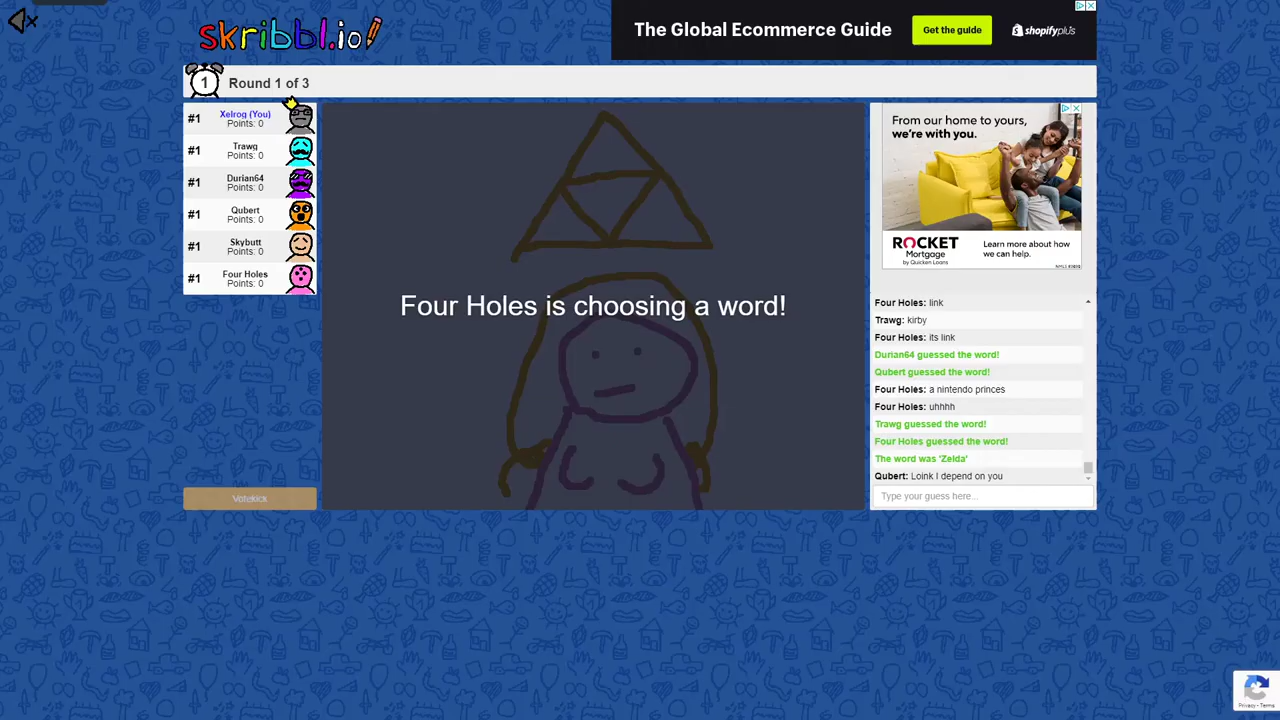 skribbl.io
The Global Ecommerce Guide
Get the guide
shopifyplus
1
Round 1 of 3
#1
Xelrog (You)
Points: 0
#1
Trawg
Points: 0
#1
Durian64
Points: 0
#1
Qubert
Points: 0
#1
Skybutt
Points: 0
#1
Four Holes
Points: 0
Votekick
Four Holes is choosing a word!
From our home to yours,
we're with you.
ROCKET
Mortgage
by Quicken Loans
Learn more about how
we can help.
Four Holes: link
Trawg: kirby
Four Holes: its link
Durian64 guessed the word!
Qubert guessed the word!
Four Holes: a nintendo princes
Four Holes: uhhhh
Trawg guessed the word!
Four Holes guessed the word!
The word was 'Zelda'
Qubert: Loink I depend on you
Type your guess here...
Privacy - Terms